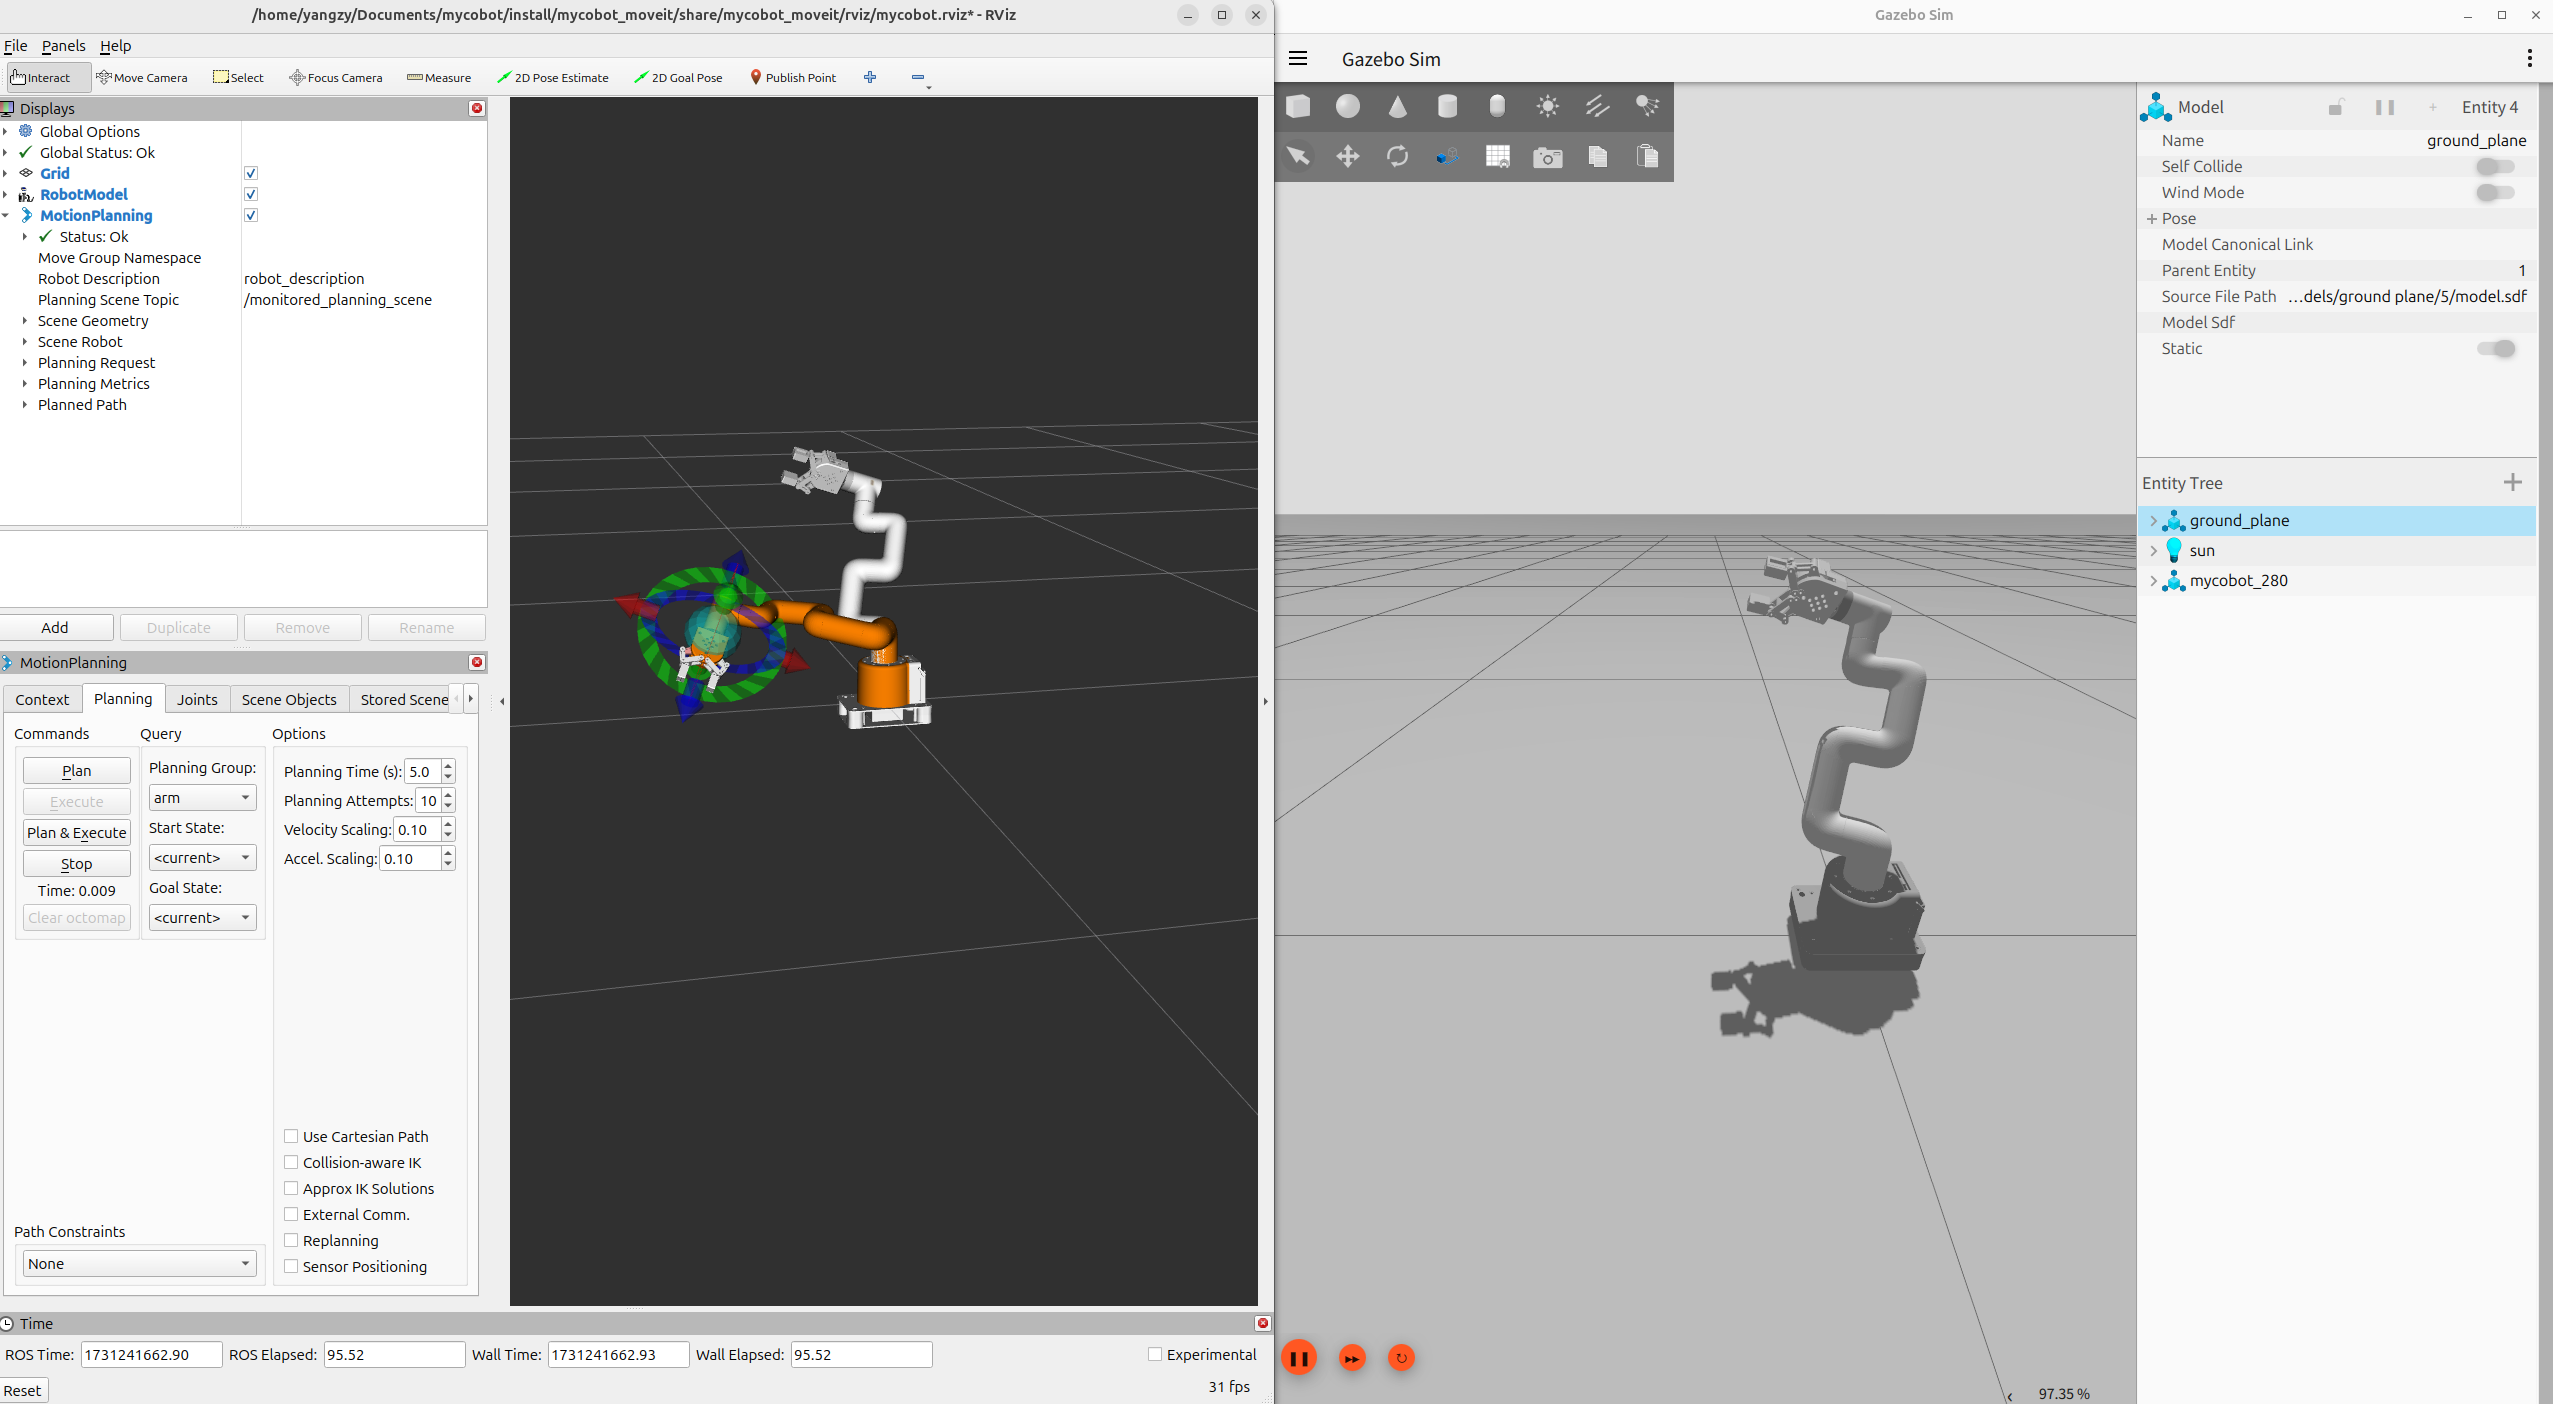 /home/yangzy/Documents/mycobot/install/mycobot_moveit/share/mycobot_moveit/rviz/mycobot.rviz* - RViz
File Panels Help
Interact Move Camera Select Focus Camera Measure 2D Pose Estimate 2D Goal Pose Publish Point
Displays
Global Options
Global Status: Ok
Grid
RobotModel
MotionPlanning
Status: Ok
Move Group Namespace
Robot Description robot_description
Planning Scene Topic /monitored_planning_scene
Scene Geometry
Scene Robot
Planning Request
Planning Metrics
Planned Path
Add Duplicate Remove Rename
MotionPlanning
Context Planning Joints Scene Objects Stored Scene
Commands Query Options
Plan
Execute
Plan & Execute
Stop
Time: 0.009
Clear octomap
Planning Group:
arm
Start State:
<current>
Goal State:
<current>
Planning Time (s): 5.0
Planning Attempts: 10
Velocity Scaling: 0.10
Accel. Scaling: 0.10
Use Cartesian Path
Collision-aware IK
Approx IK Solutions
External Comm.
Replanning
Sensor Positioning
Path Constraints
None
Time
ROS Time: 1731241662.90 ROS Elapsed: 95.52 Wall Time: 1731241662.93 Wall Elapsed: 95.52 Experimental
Reset 31 fps
Gazebo Sim
Gazebo Sim
Model Entity 4
Name ground_plane
Self Collide
Wind Mode
Pose
Model Canonical Link
Parent Entity 1
Source File Path …dels/ground plane/5/model.sdf
Model Sdf
Static
Entity Tree
ground_plane
sun
mycobot_280
97.35 %